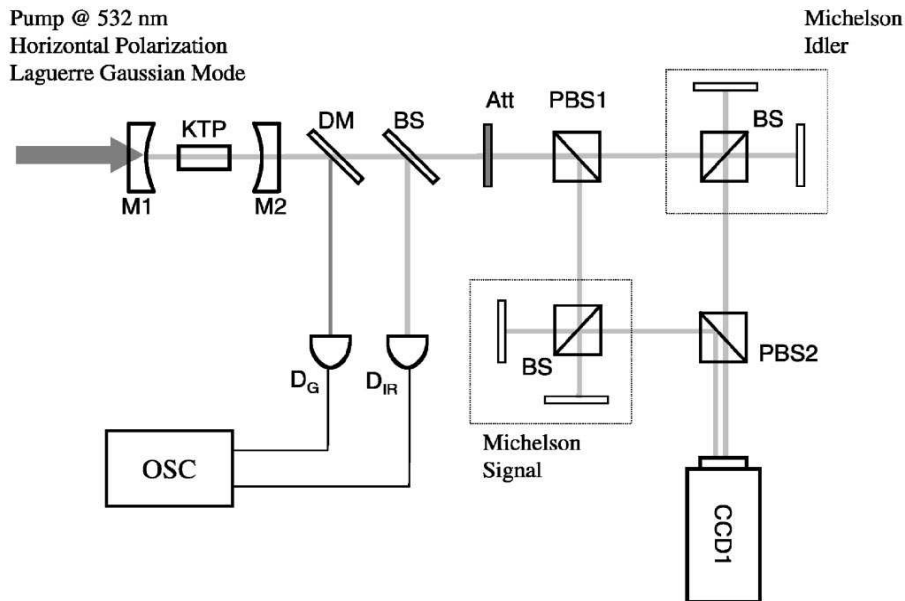 Pump @ 532 nm
Horizontal Polarization
Laguerre Gaussian Mode
Michelson
Idler
KTP
DM
BS
Att
PBS1
BS
M1
M2
BS
PBS2
D_G
D_IR
OSC
Michelson
Signal
CCD1